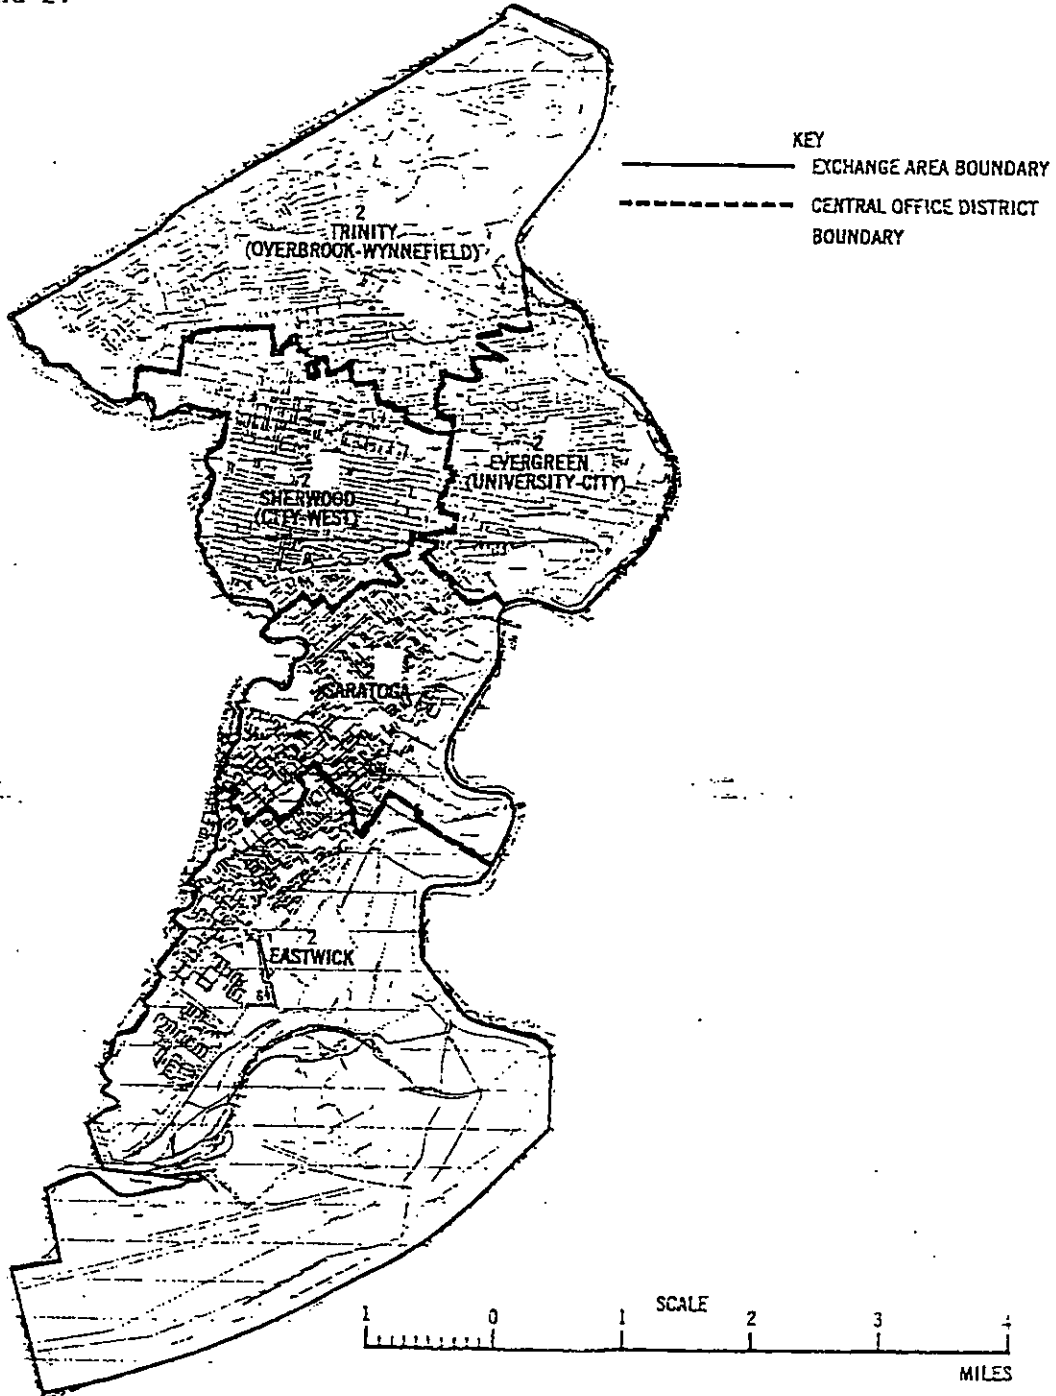 KEY
EXCHANGE AREA BOUNDARY
CENTRAL OFFICE DISTRICT
BOUNDARY
2
TRINITY
(OVERBROOK-WYNNEFIELD)
2
EVERGREEN
(UNIVERSITY-CITY)
2
SHERWOOD
(CITY-WEST)
SARATOGA
2
EASTWICK
SCALE
1 0 1 2 3 4
MILES